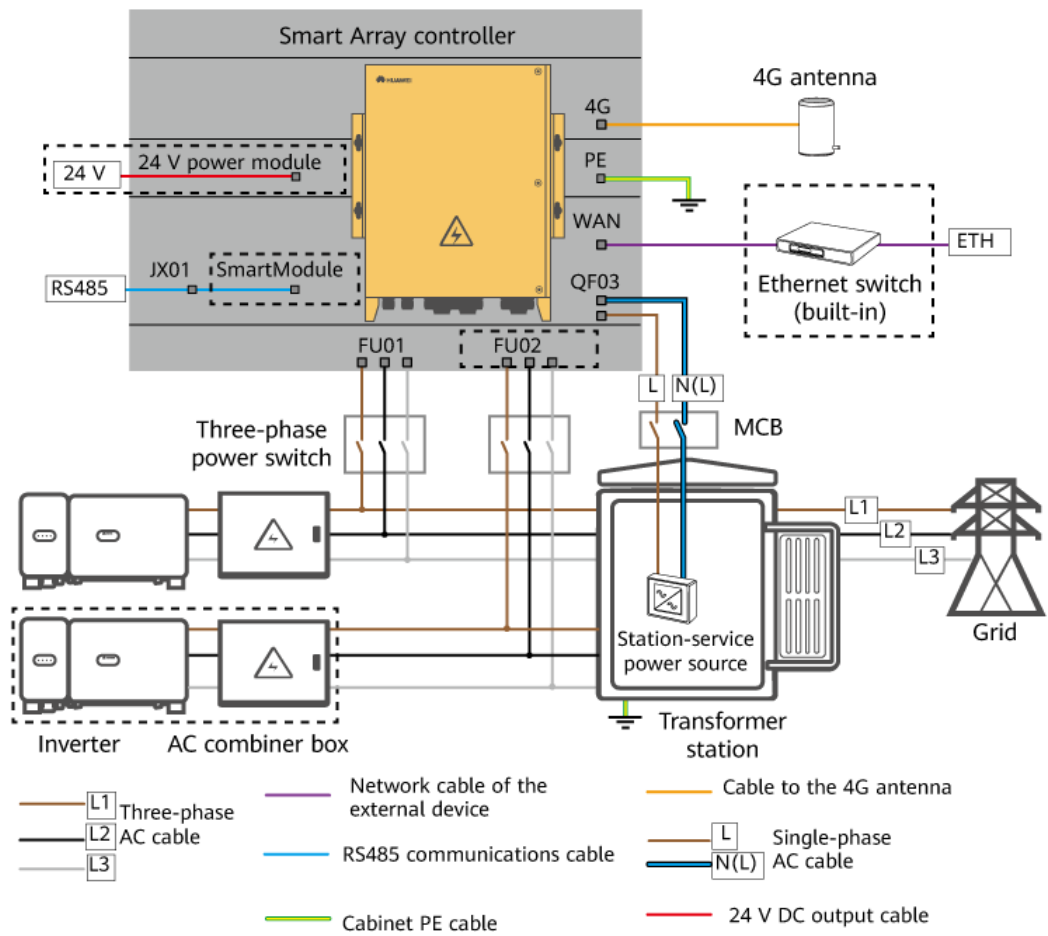 Smart Array controller
HUAWEI
4G antenna
4G
PE
24 V
24 V power module
WAN
ETH
JX01
SmartModule
RS485
QF03
Ethernet switch
(built-in)
FU01
FU02
L
N(L)
Three-phase
power switch
MCB
L1
L2
L3
Station-service
power source
Grid
Inverter
AC combiner box
Transformer
station
L1
L2
L3
Three-phase
AC cable
Network cable of the
external device
RS485 communications cable
Cabinet PE cable
Cable to the 4G antenna
L
N(L)
Single-phase
AC cable
24 V DC output cable